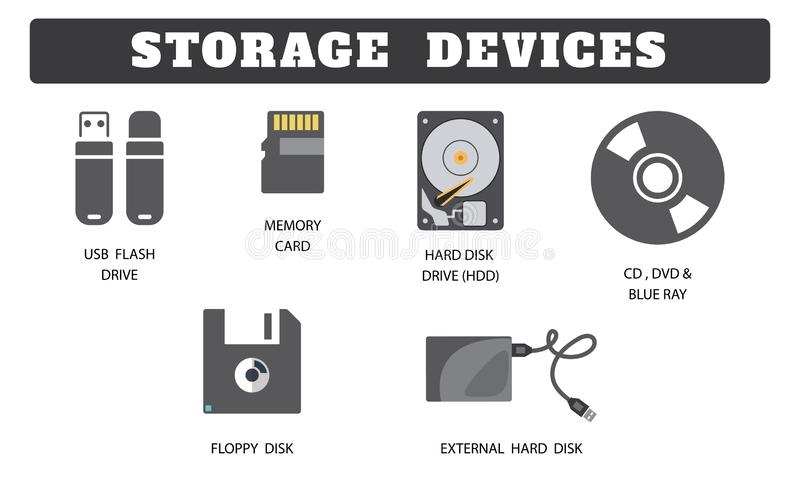 STORAGE DEVICES
USB FLASH
DRIVE
MEMORY
CARD
HARD DISK
DRIVE (HDD)
CD , DVD &
BLUE RAY
FLOPPY DISK
EXTERNAL HARD DISK
dreamstime